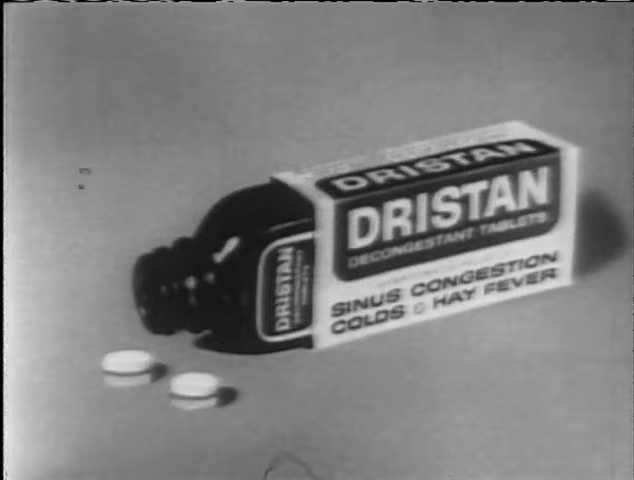 DRISTAN
DRISTAN
DECONGESTANT TABLETS
SINUS CONGESTION
COLDS & HAY FEVER
DRISTAN